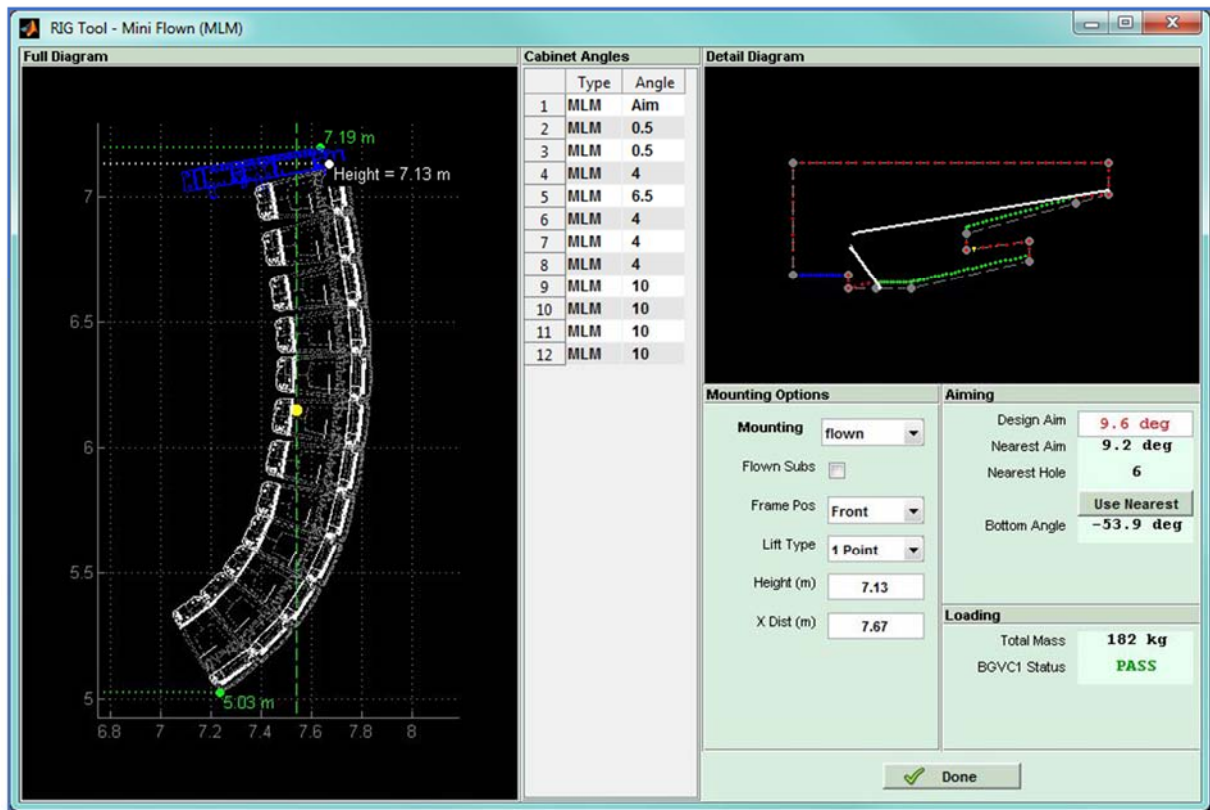 RIG Tool - Mini Flown (MLM)
Full Diagram
7.19 m
Height = 7.13 m
7
6.5
6
5.5
5
5.03 m
6.8 7 7.2 7.4 7.6 7.8 8
Cabinet Angles
Type Angle
1 MLM Aim
2 MLM 0.5
3 MLM 0.5
4 MLM 4
5 MLM 6.5
6 MLM 4
7 MLM 4
8 MLM 4
9 MLM 10
10 MLM 10
11 MLM 10
12 MLM 10
Detail Diagram
Mounting Options
Mounting flown
Flown Subs
Frame Pos Front
Lift Type 1 Point
Height (m) 7.13
X Dist (m) 7.67
Aiming
Design Aim 9.6 deg
Nearest Aim 9.2 deg
Nearest Hole 6
Use Nearest
Bottom Angle -53.9 deg
Loading
Total Mass 182 kg
BGVC1 Status PASS
Done